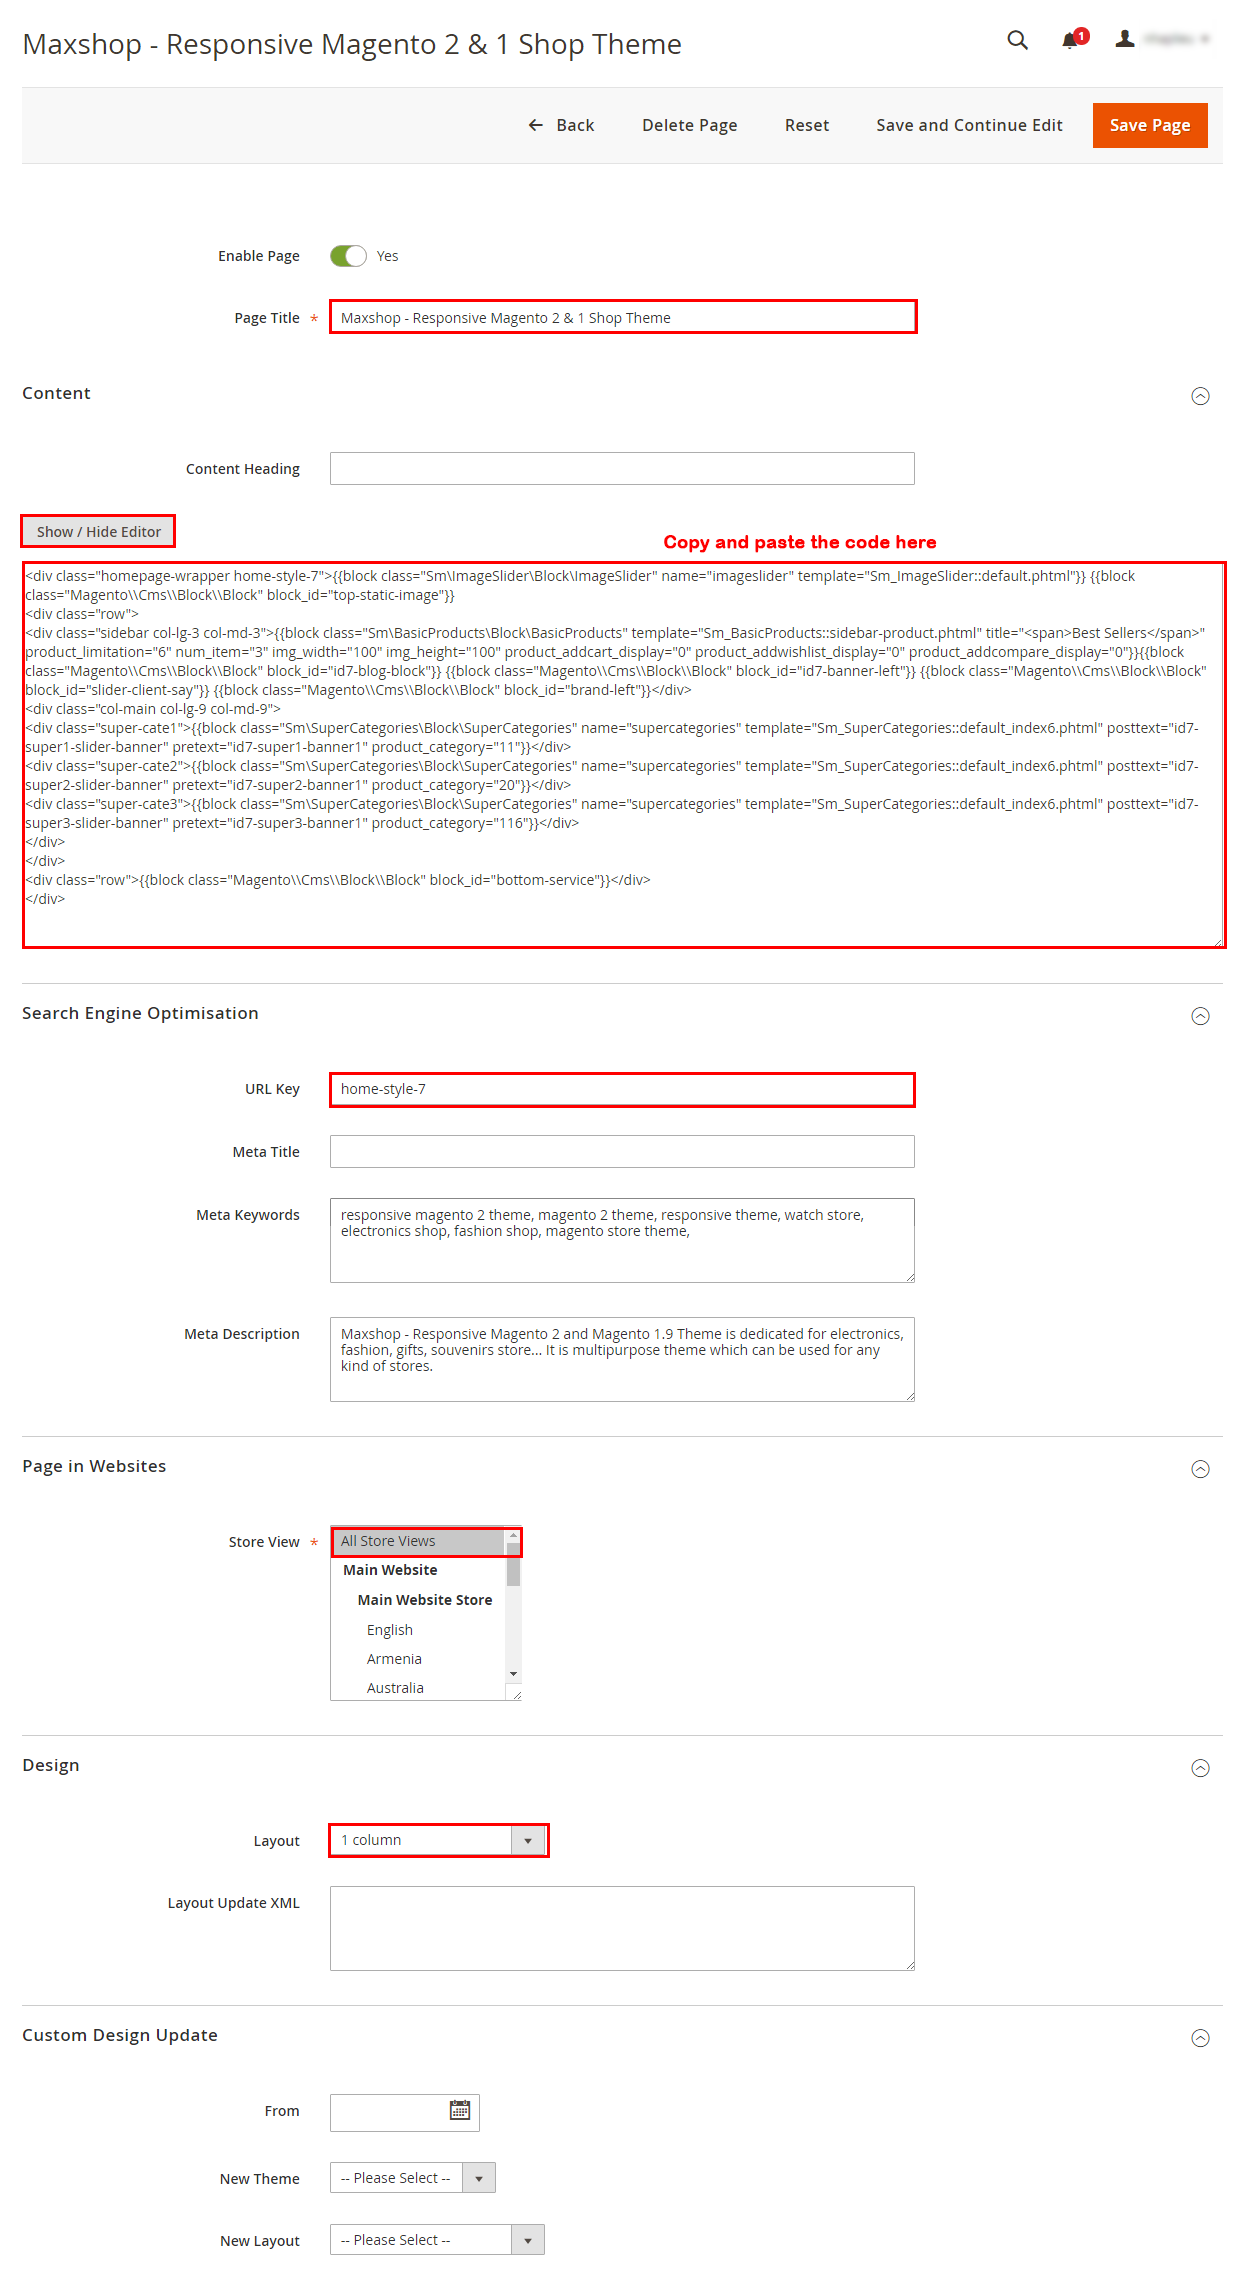 Maxshop - Responsive Magento 2 & 1 Shop Theme
1
Back
Delete Page
Reset
Save and Continue Edit
Save Page
Enable Page
Yes
Page Title *
Maxshop - Responsive Magento 2 & 1 Shop Theme
Content
Content Heading
Show / Hide Editor
Copy and paste the code here
<div class="homepage-wrapper home-style-7">{{block class="Sm\ImageSlider\Block\ImageSlider" name="imageslider" template="Sm_ImageSlider::default.phtml"}} {{block
class="Magento\\Cms\\Block\\Block" block_id="top-static-image"}}
<div class="row">
<div class="sidebar col-lg-3 col-md-3">{{block class="Sm\BasicProducts\Block\BasicProducts" template="Sm_BasicProducts::sidebar-product.phtml" title="<span>Best Sellers</span>"
product_limitation="6" num_item="3" img_width="100" img_height="100" product_addcart_display="0" product_addwishlist_display="0" product_addcompare_display="0"}}{{block
class="Magento\\Cms\\Block\\Block" block_id="id7-blog-block"}} {{block class="Magento\\Cms\\Block\\Block" block_id="id7-banner-left"}} {{block class="Magento\\Cms\\Block\\Block"
block_id="slider-client-say"}} {{block class="Magento\\Cms\\Block\\Block" block_id="brand-left"}}</div>
<div class="col-main col-lg-9 col-md-9">
<div class="super-cate1">{{block class="Sm\SuperCategories\Block\SuperCategories" name="supercategories" template="Sm_SuperCategories::default_index6.phtml" posttext="id7-
super1-slider-banner" pretext="id7-super1-banner1" product_category="11"}}</div>
<div class="super-cate2">{{block class="Sm\SuperCategories\Block\SuperCategories" name="supercategories" template="Sm_SuperCategories::default_index6.phtml" posttext="id7-
super2-slider-banner" pretext="id7-super2-banner1" product_category="20"}}</div>
<div class="super-cate3">{{block class="Sm\SuperCategories\Block\SuperCategories" name="supercategories" template="Sm_SuperCategories::default_index6.phtml" posttext="id7-
super3-slider-banner" pretext="id7-super3-banner1" product_category="116"}}</div>
</div>
</div>
<div class="row">{{block class="Magento\\Cms\\Block\\Block" block_id="bottom-service"}}</div>
</div>
Search Engine Optimisation
URL Key
home-style-7
Meta Title
Meta Keywords
responsive magento 2 theme, magento 2 theme, responsive theme, watch store,
electronics shop, fashion shop, magento store theme,
Meta Description
Maxshop - Responsive Magento 2 and Magento 1.9 Theme is dedicated for electronics,
fashion, gifts, souvenirs store... It is multipurpose theme which can be used for any
kind of stores.
Page in Websites
Store View *
All Store Views
Main Website
Main Website Store
English
Armenia
Australia
Design
Layout
1 column
Layout Update XML
Custom Design Update
From
New Theme
-- Please Select --
New Layout
-- Please Select --